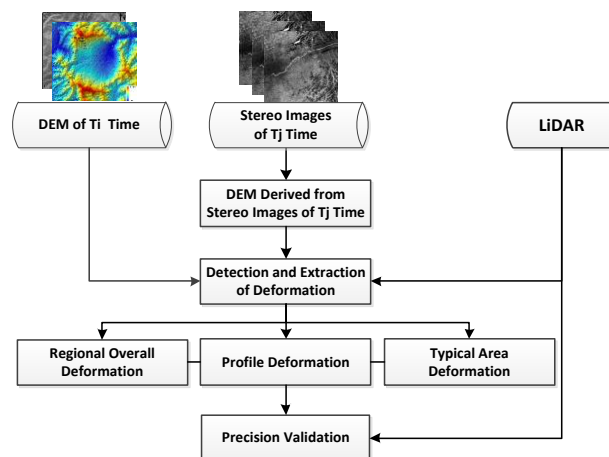 DEM of Ti Time
Stereo Images
of Tj Time
LiDAR
DEM Derived from
Stereo Images of Tj Time
Detection and Extraction
of Deformation
Regional Overall
Deformation
Profile Deformation
Typical Area
Deformation
Precision Validation